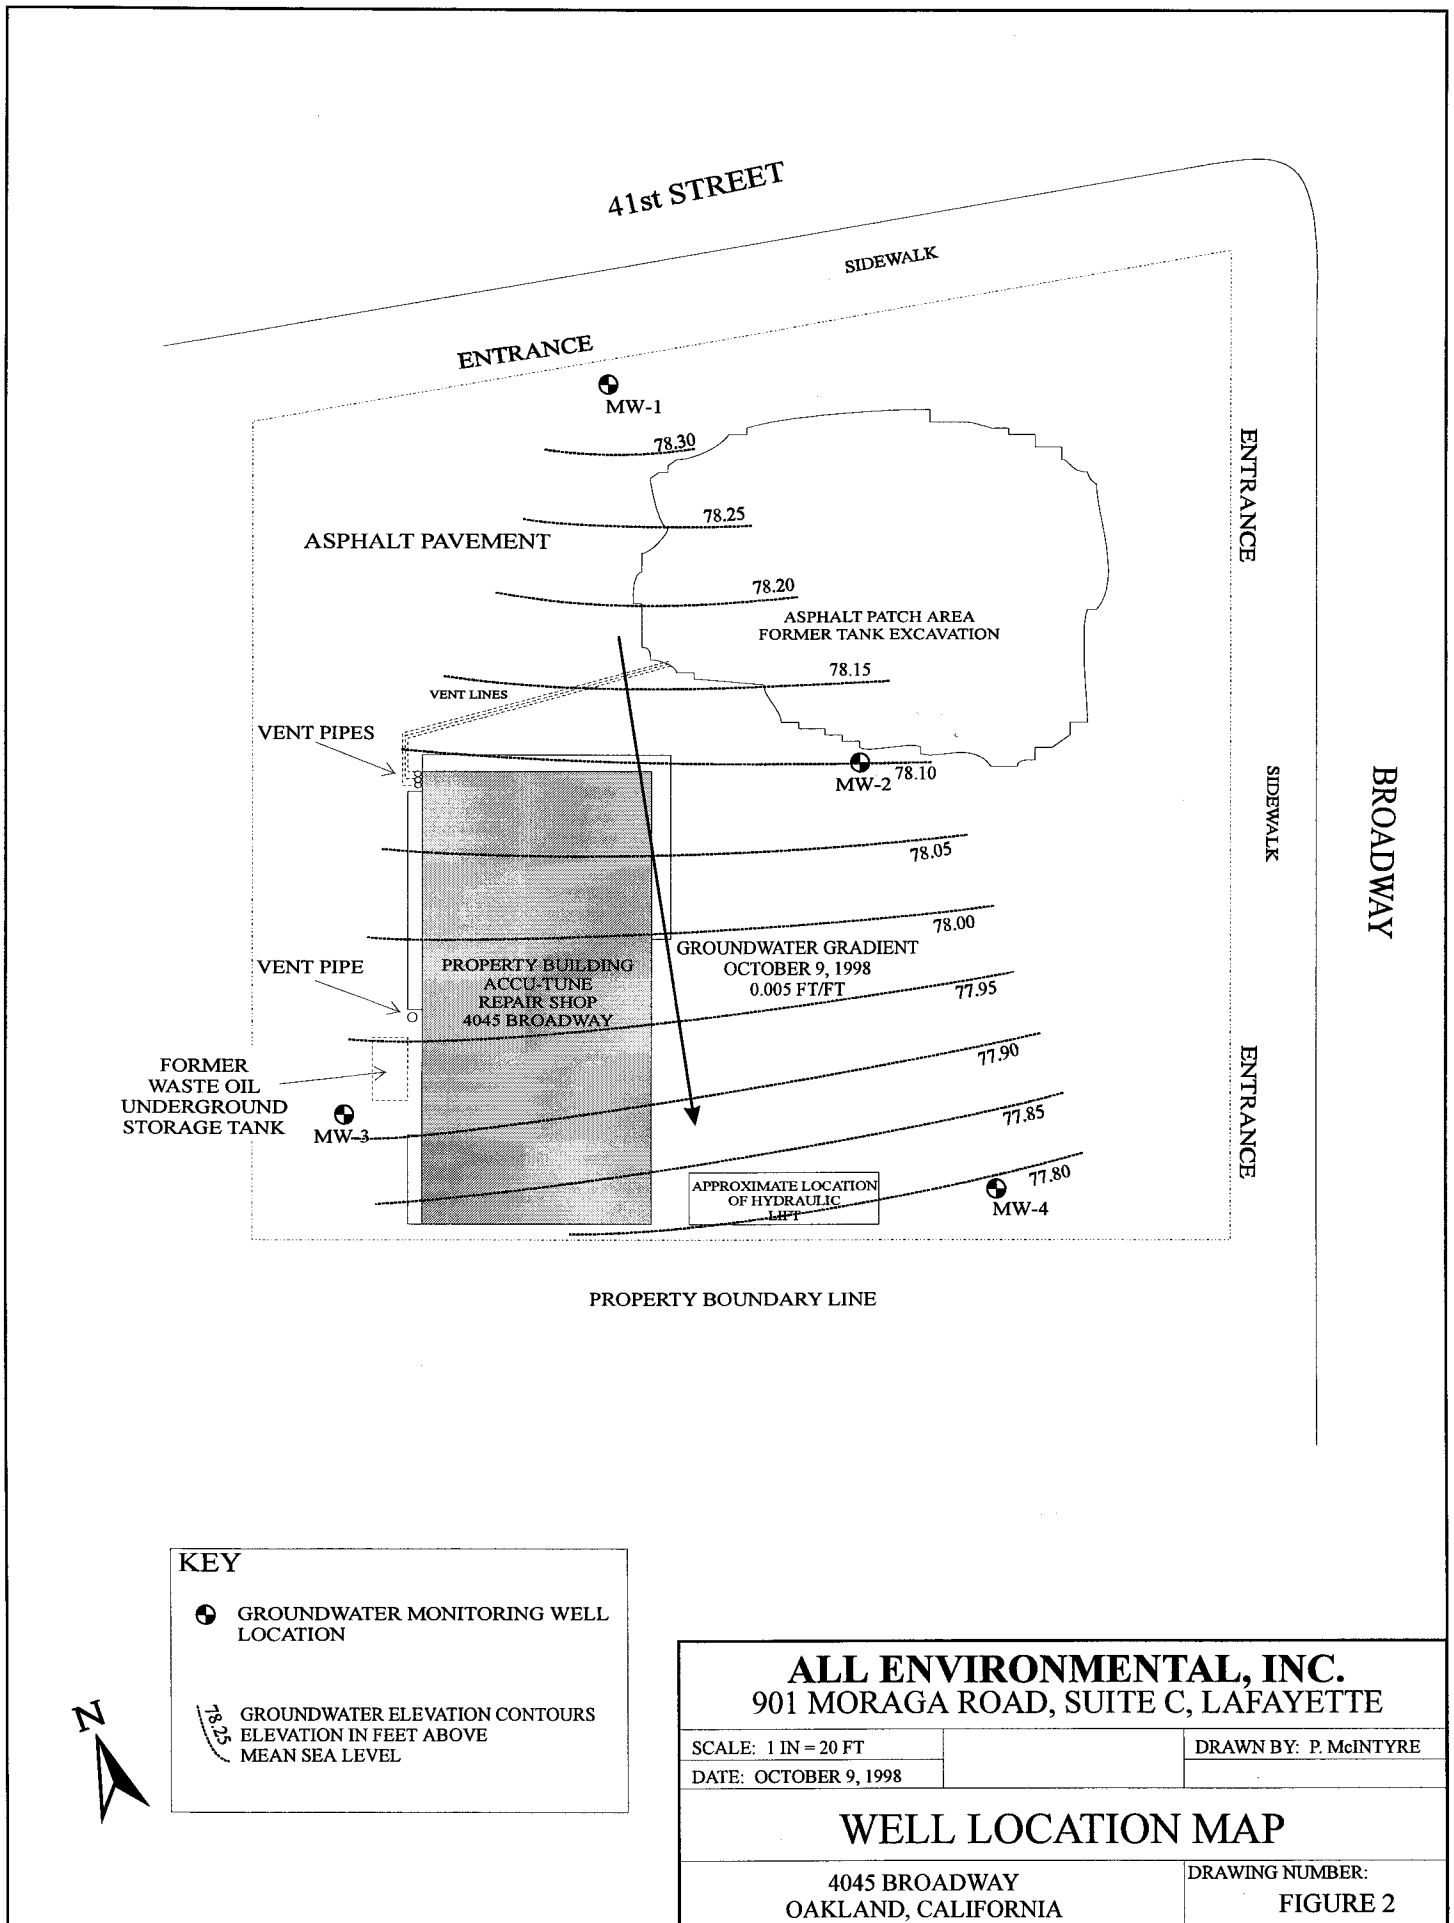 41st STREET
SIDEWALK
ENTRANCE
MW-1
78.30
ENTRANCE
78.25
ASPHALT PAVEMENT
78.20
ASPHALT PATCH AREA
FORMER TANK EXCAVATION
78.15
VENT LINES
VENT PIPES
78.10
MW-2
SIDEWALK
BROADWAY
78.05
78.00
GROUNDWATER GRADIENT
OCTOBER 9, 1998
0.005 FT/FT
VENT PIPE
PROPERTY BUILDING
ACCU-TUNE
REPAIR SHOP
4045 BROADWAY
77.95
77.90
ENTRANCE
FORMER
WASTE OIL
UNDERGROUND
STORAGE TANK
MW-3
77.85
77.80
APPROXIMATE LOCATION
OF HYDRAULIC
LIFT
MW-4
PROPERTY BOUNDARY LINE
KEY
GROUNDWATER MONITORING WELL
LOCATION
78.25
GROUNDWATER ELEVATION CONTOURS
ELEVATION IN FEET ABOVE
MEAN SEA LEVEL
N
ALL ENVIRONMENTAL, INC.
901 MORAGA ROAD, SUITE C, LAFAYETTE
SCALE: 1 IN = 20 FT
DRAWN BY: P. McINTYRE
DATE: OCTOBER 9, 1998
WELL LOCATION MAP
4045 BROADWAY
OAKLAND, CALIFORNIA
DRAWING NUMBER:
FIGURE 2